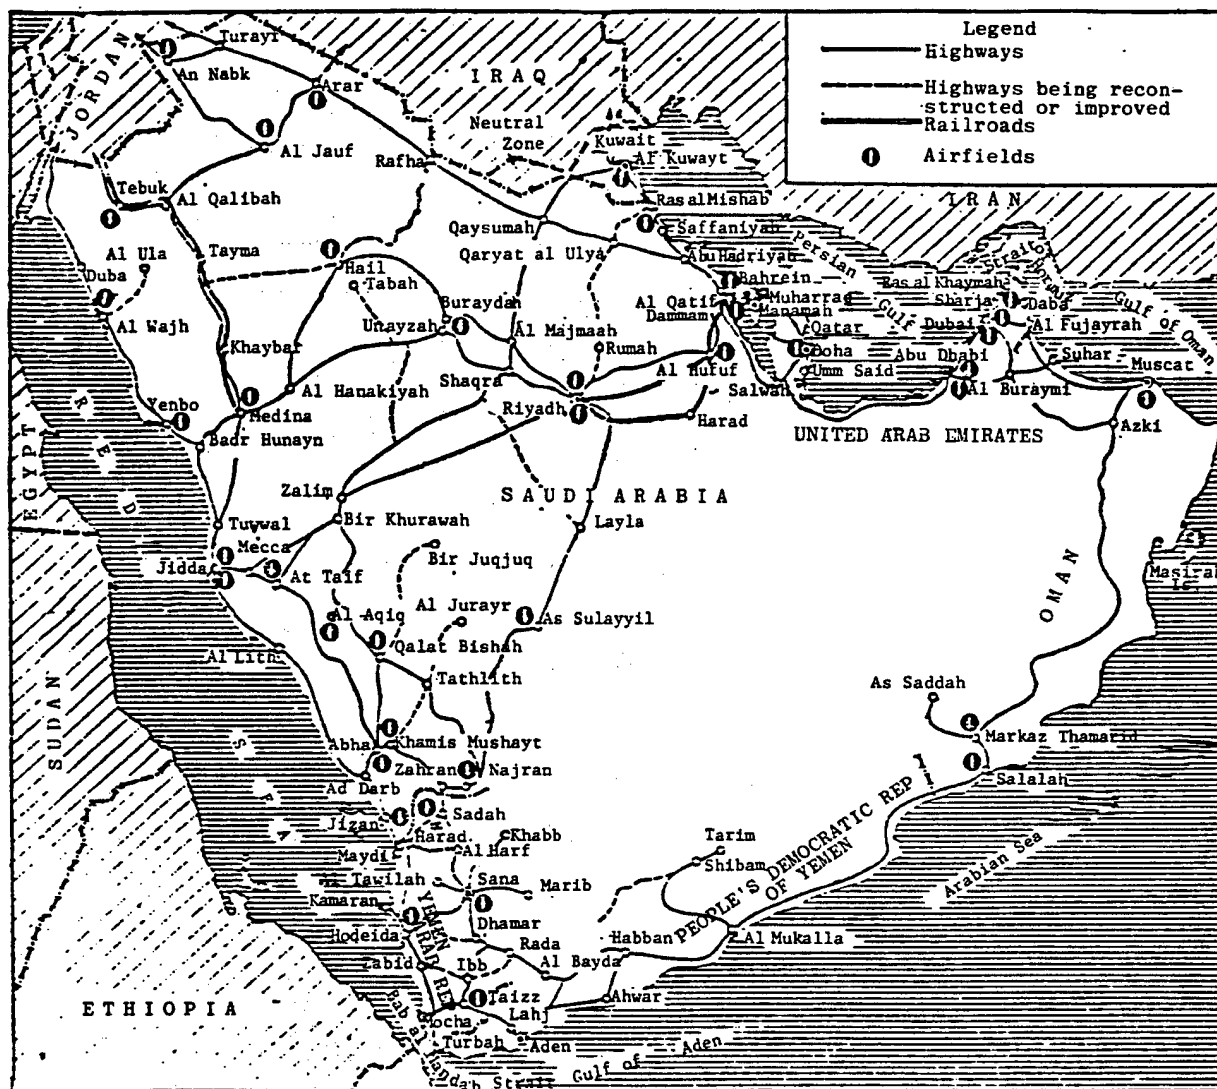 Legend
Highways
Highways being recon-
structed or improved
Railroads
Airfields
JORDAN
IRAQ
IRAN
EGYPT
SUDAN
ETHIOPIA
SAUDI ARABIA
UNITED ARAB EMIRATES
OMAN
PEOPLE'S DEMOCRATIC REP
OF YEMEN
YEMEN
ARAB REP
RED
SEA
Persian
Gulf
Strait of
Hormuz
Gulf of Oman
Arabian Sea
Gulf of Aden
Bab al
Mandab Strait
Turayf
An Nabk
Arar
Al Jauf
Neutral
Zone
Kuwait
Al Kuwayt
Rafha
Tebuk
Al Qalibah
Ras al Mishab
Saffaniyah
Qaysumah
Qaryat al Ulya
Abu Hadriyah
Al Ula
Tayma
Duba
Hail
Tabah
Al Wajh
Buraydah
Unayzah
Al Majmaah
Rumah
Khaybar
Al Hanakiyah
Shaqra
Al Qatif
Dammam
Bahrein
Muharraq
Manamah
Qatar
Doha
Umm Said
Al Hufuf
Salwah
Ras al Khaymah
Sharja
Daba
Dubai
Al Fujayrah
Abu Dhabi
Suhar
Al Buraymi
Muscat
Azki
Yenbo
Medina
Badr Hunayn
Riyadh
Harad
Zalim
Bir Khurawah
Layla
Tuwwal
Mecca
Jidda
At Taif
Bir Juqjuq
Masirah
Is
Al Aqiq
Al Jurayr
As Sulayyil
Qalat Bishah
Al Lith
Tathlith
As Saddah
Abha
Khamis Mushayt
Zahran
Najran
Ad Darb
Markaz Thamarid
Salalah
Jizan
Sadah
Harad
Khabb
Maydi
Al Harf
Tarim
Shibam
Al Tawilah
Sana
Marib
Kamaran
Dhamar
Hodeida
Rada
Habban
Al Mukalla
Zabid
Ibb
Al Bayda
Taizz
Ahwar
Mocha
Lahj
Turbah
Aden